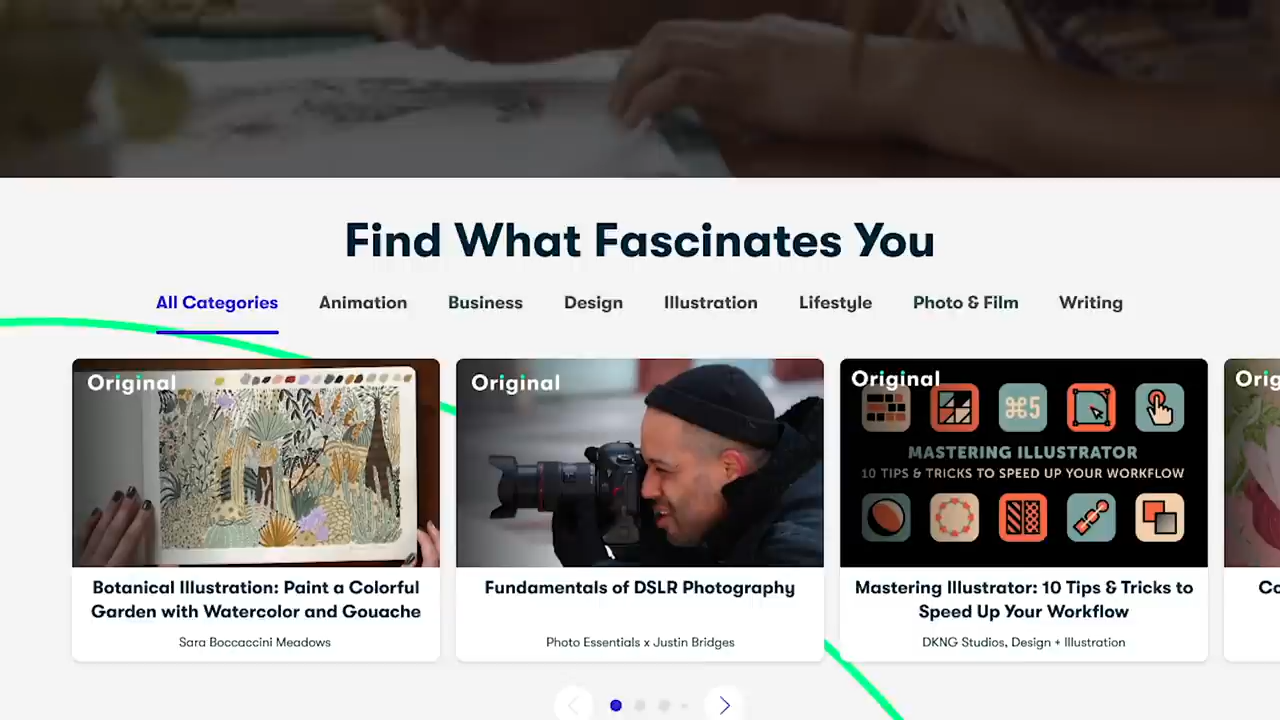 Find What Fascinates You
All Categories
Animation
Business
Design
Illustration
Lifestyle
Photo & Film
Writing
Original
Botanical Illustration: Paint a Colorful
Garden with Watercolor and Gouache
Sara Boccaccini Meadows
Original
Fundamentals of DSLR Photography
Photo Essentials x Justin Bridges
Original
⌘5
MASTERING ILLUSTRATOR
10 TIPS & TRICKS TO SPEED UP YOUR WORKFLOW
Mastering Illustrator: 10 Tips & Tricks to
Speed Up Your Workflow
DKNG Studios, Design + Illustration